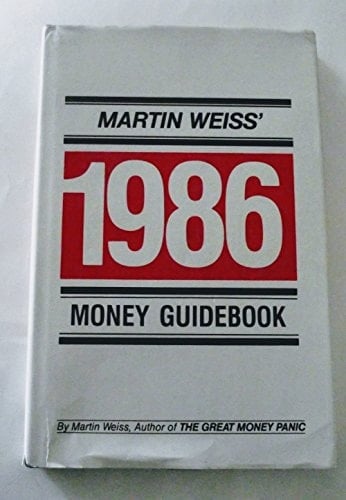 MARTIN WEISS'
1986
MONEY GUIDEBOOK
By Martin Weiss, Author of THE GREAT MONEY PANIC